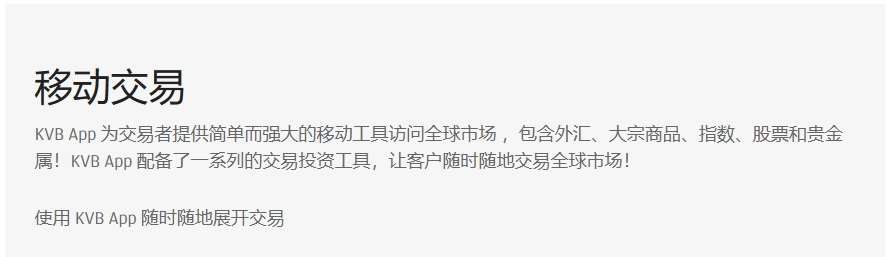 移动交易
KVB App 为交易者提供简单而强大的移动工具访问全球市场 ，包含外汇、大宗商品、指数、股票和贵金
属！KVB App 配备了一系列的交易投资工具，让客户随时随地交易全球市场！
使用 KVB App 随时随地展开交易